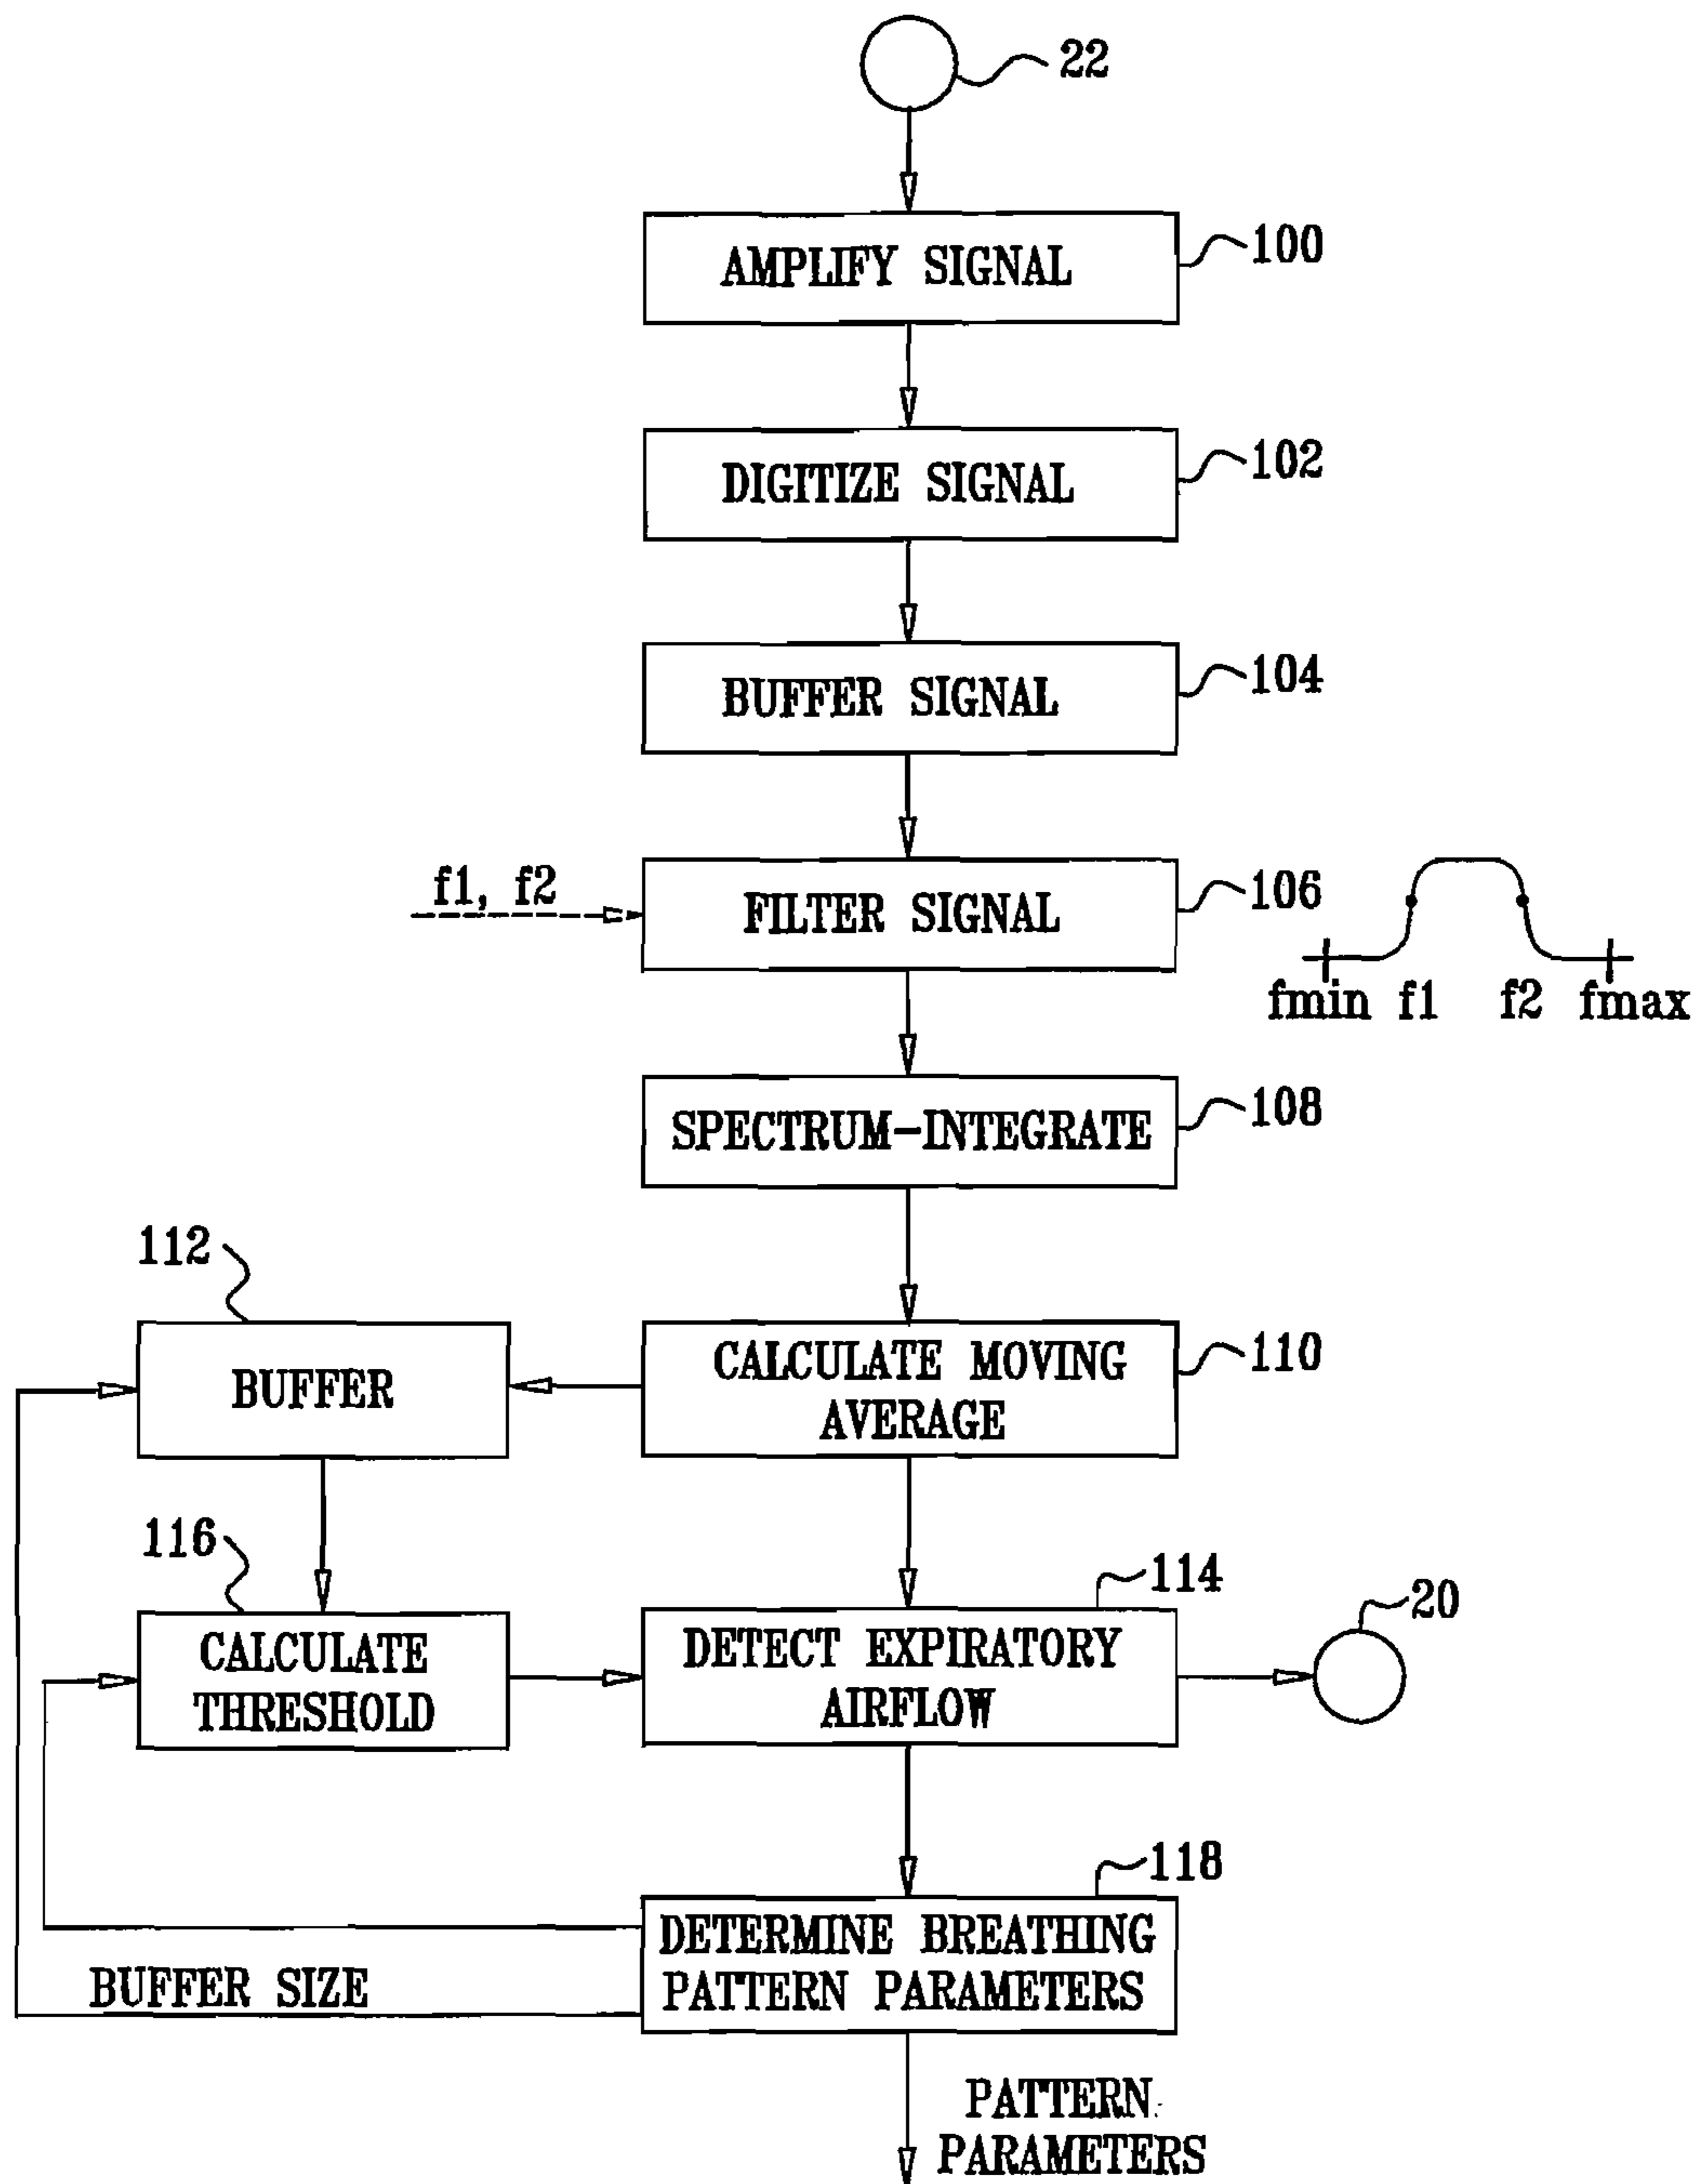 22
AMPLIFY SIGNAL
100
DIGITIZE SIGNAL
102
BUFFER SIGNAL
104
f1, f2
FILTER SIGNAL
106
fmin f1 f2 fmax
SPECTRUM-INTEGRATE
108
112
BUFFER
CALCULATE MOVING
AVERAGE
110
116
CALCULATE
THRESHOLD
114
DETECT EXPIRATORY
AIRFLOW
20
118
DETERMINE BREATHING
PATTERN PARAMETERS
BUFFER SIZE
PATTERN
PARAMETERS